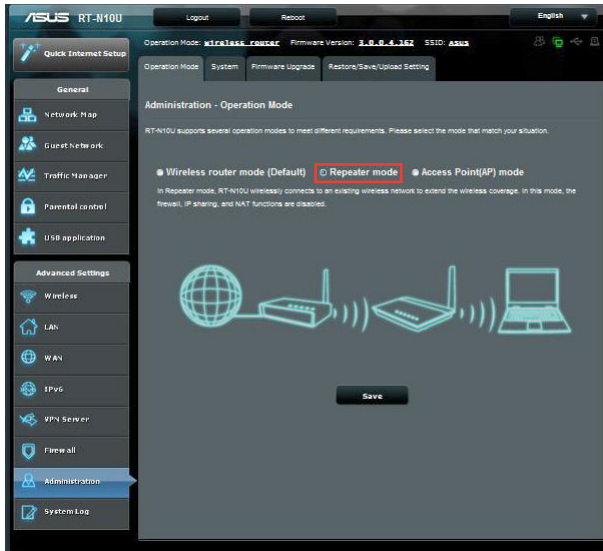 ASUS RT-N10U
Logout
Reboot
English
Quick Internet Setup
Operation Mode: wireless router Firmware Version: 3.0.0.4.162 SSID: ASUS
Operation Mode System Firmware Upgrade Restore/Save/Upload Setting
General
Network Map
Guest Network
Traffic Manager
Parental control
USB application
Advanced Settings
Wireless
LAN
WAN
IPv6
VPN Server
Firewall
Administration
System Log
Administration - Operation Mode
RT-N10U supports several operation modes to meet different requirements. Please select the mode that match your situation.
Wireless router mode (Default) Repeater mode Access Point(AP) mode
In Repeater mode, RT-N10U wirelessly connects to an existing wireless network to extend the wireless coverage. In this mode, the
firewall, IP sharing, and NAT functions are disabled.
Save